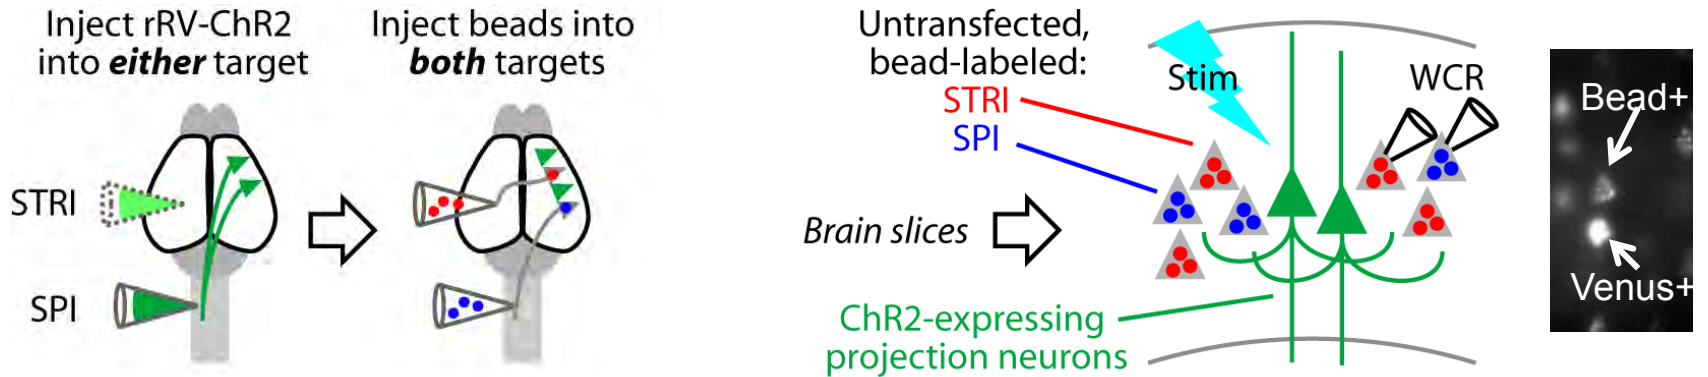 Inject rRV-ChR2
into either target
Inject beads into
both targets
STRI
SPI
Untransfected,
bead-labeled:
STRI
SPI
Stim
WCR
Brain slices
ChR2-expressing
projection neurons
Bead+
Venus+